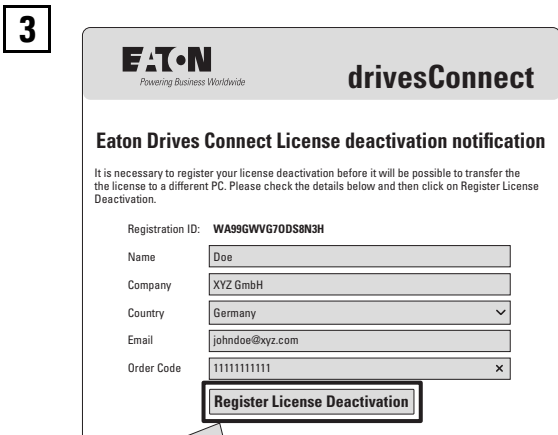 3
EATON
Powering Business Worldwide
drivesConnect
Eaton Drives Connect License deactivation notification
It is necessary to register your license deactivation before it will be possible to transfer the
the license to a different PC. Please check the details below and then click on Register License
Deactivation.
Registration ID: WA99GWVG7ODS8N3H
Name Doe
Company XYZ GmbH
Country Germany
Email johndoe@xyz.com
Order Code 11111111111
Register License Deactivation